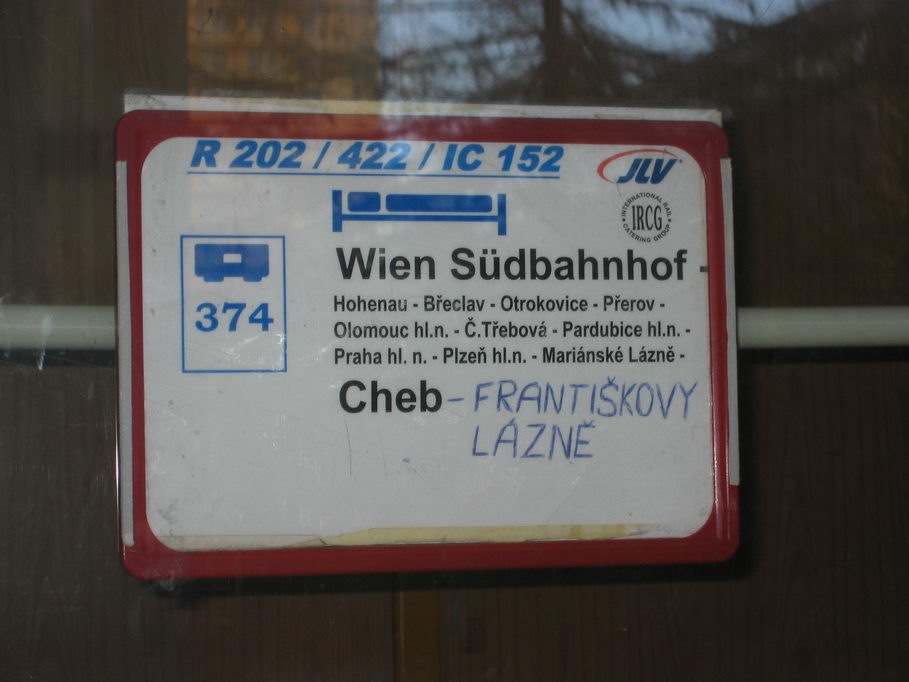 R 202 / 422 / IC 152
JLV
INTERNATIONAL RAIL
IRCG
CATERING GROUP
374
Wien Südbahnhof -
Hohenau - Břeclav - Otrokovice - Přerov -
Olomouc hl.n. - Č.Třebová - Pardubice hl.n. -
Praha hl. n. - Plzeň hl.n. - Mariánské Lázně -
Cheb - FRANTIŠKOVY
LÁZNĚ